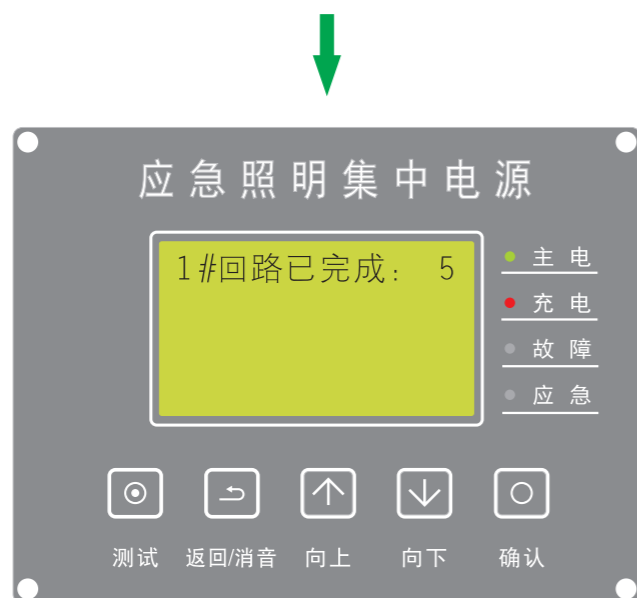 应急照明集中电源
1#回路已完成: 5
主电
充电
故障
应急
测试 返回/消音 向上 向下 确认